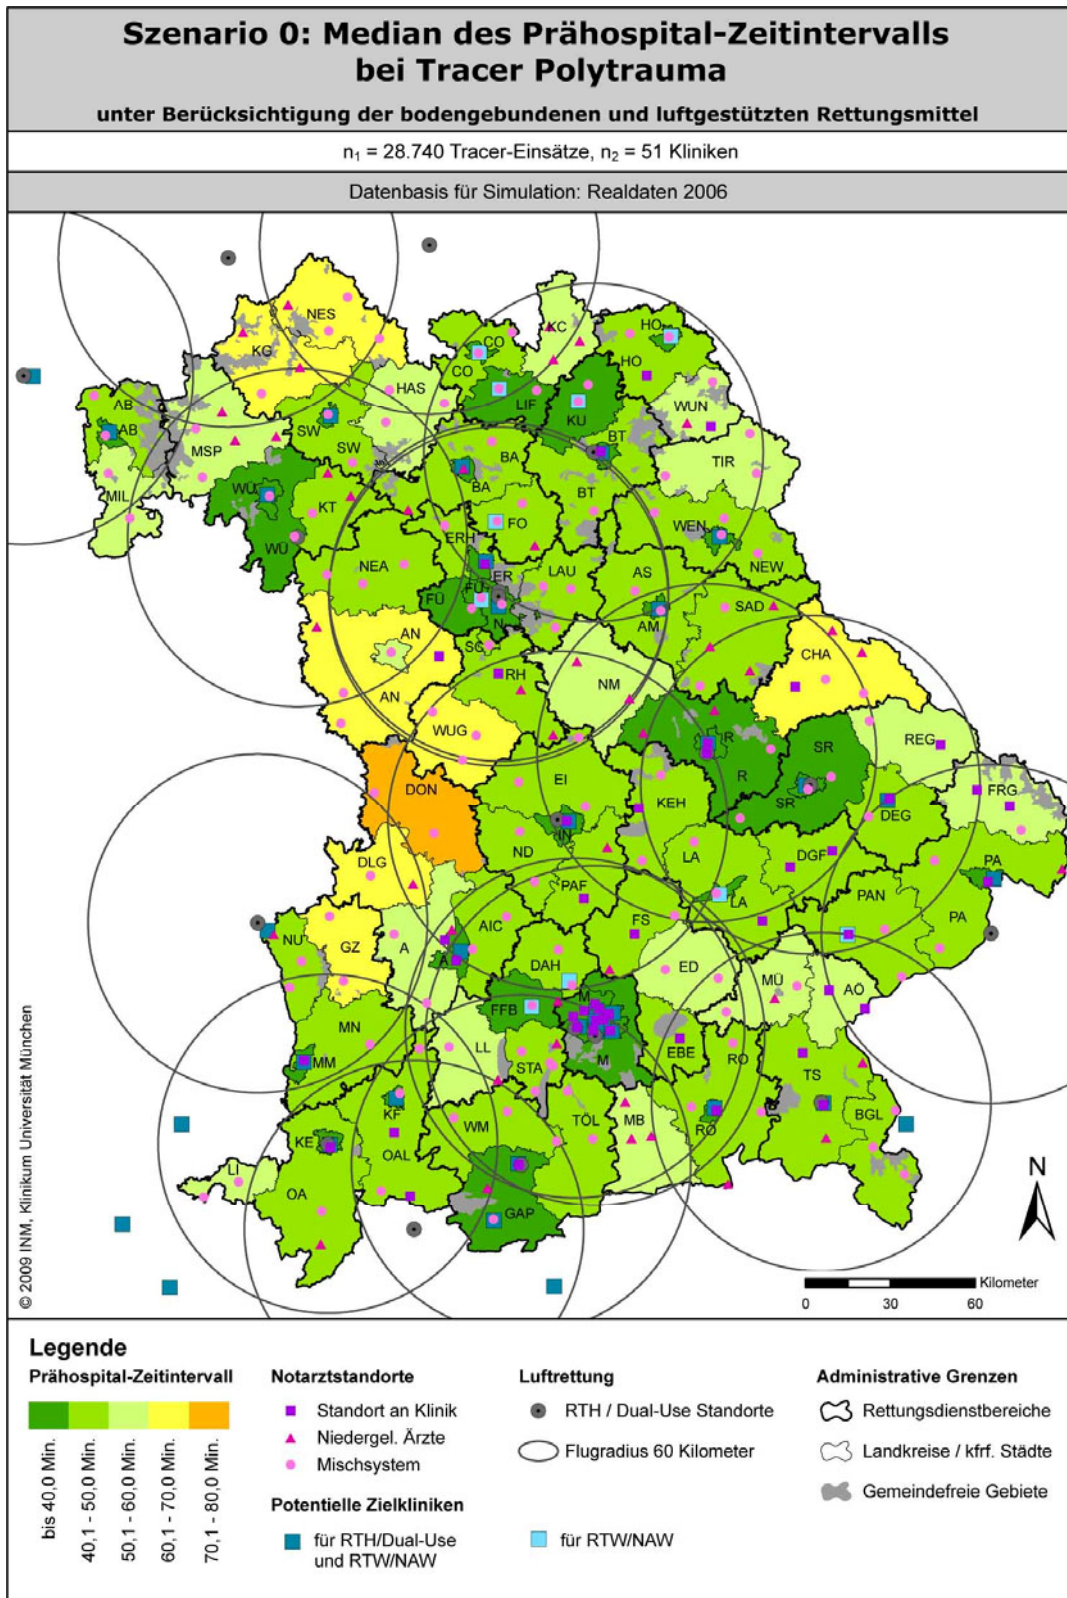 Szenario 0: Median des Prähospital-Zeitintervalls
bei Tracer Polytrauma
unter Berücksichtigung der bodengebundenen und luftgestützten Rettungsmittel
n₁ = 28.740 Tracer-Einsätze, n₂ = 51 Kliniken
Datenbasis für Simulation: Realdaten 2006
NES
KG
CO
KC
HO
CO
HO
HAS
LIF
KU
WUN
AB
AB
MSP
SW
SW
BT
TIR
BA
BA
BT
MIL
WÜ
KT
FO
WEN
WÜ
ERH
NEW
NEA
ER
LAU
AS
FÜ
FÜ
N
AM
SAD
AN
SC
RH
NM
CHA
AN
WUG
R
R
SR
SR
REG
FRG
DON
EI
KEH
DEG
IN
ND
LA
DGF
PA
DLG
PAF
LA
PAN
PA
NU
GZ
A
A
AIC
FS
DAH
ED
MÜ
AÖ
FFB
M
M
MN
LL
STA
EBE
RO
TS
MM
BGL
KF
WM
TÖL
MB
RO
KE
OAL
LI
OA
GAP
N
Kilometer
0 30 60
© 2009 INM, Klinikum Universität München
Legende
Prähospital-Zeitintervall
bis 40,0 Min.
40,1 - 50,0 Min.
50,1 - 60,0 Min.
60,1 - 70,0 Min.
70,1 - 80,0 Min.
Notarztstandorte
Standort an Klinik
Niedergel. Ärzte
Mischsystem
Potentielle Zielkliniken
für RTH/Dual-Use
und RTW/NAW
für RTW/NAW
Luftrettung
RTH / Dual-Use Standorte
Flugradius 60 Kilometer
Administrative Grenzen
Rettungsdienstbereiche
Landkreise / kfrf. Städte
Gemeindefreie Gebiete